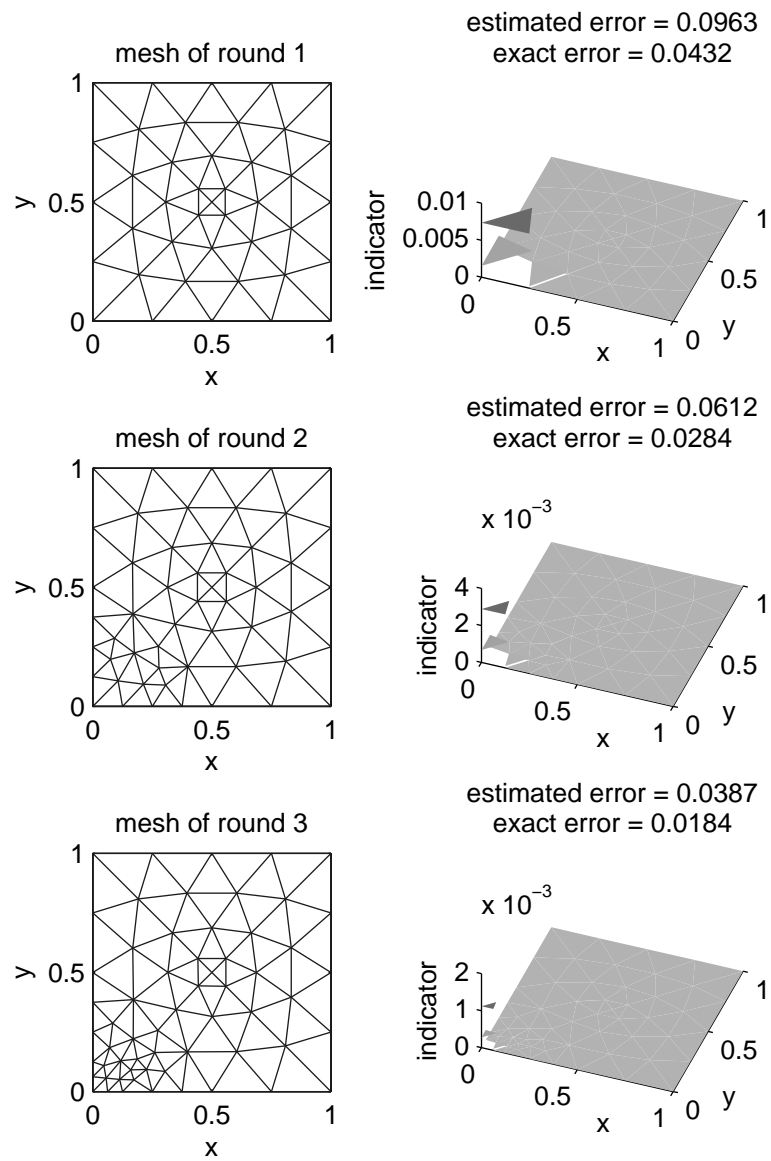 mesh of round 1
1
0.5
0
y
0
0.5
1
x
estimated error = 0.0963
exact error = 0.0432
0.01
0.005
0
indicator
0
0.5
1
x
0
0.5
1
y
mesh of round 2
1
0.5
0
y
0
0.5
1
x
estimated error = 0.0612
exact error = 0.0284
x 10⁻³
4
2
0
indicator
0
0.5
1
x
0
0.5
1
y
mesh of round 3
1
0.5
0
y
0
0.5
1
x
estimated error = 0.0387
exact error = 0.0184
x 10⁻³
2
1
0
indicator
0
0.5
1
x
0
0.5
1
y